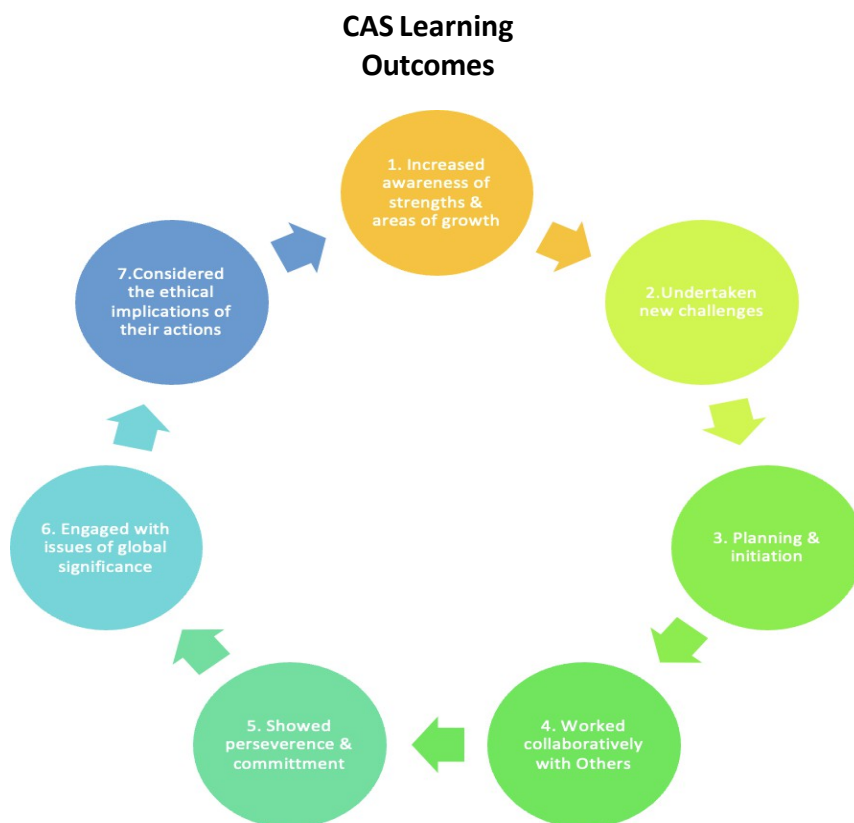 CAS Learning
Outcomes
1. Increased
awareness of
strengths &
areas of growth
2.Undertaken
new challenges
3. Planning &
initiation
4. Worked
collaboratively
with Others
5. Showed
perseverence &
committment
6. Engaged with
issues of global
significance
7.Considered
the ethical
implications of
their actions